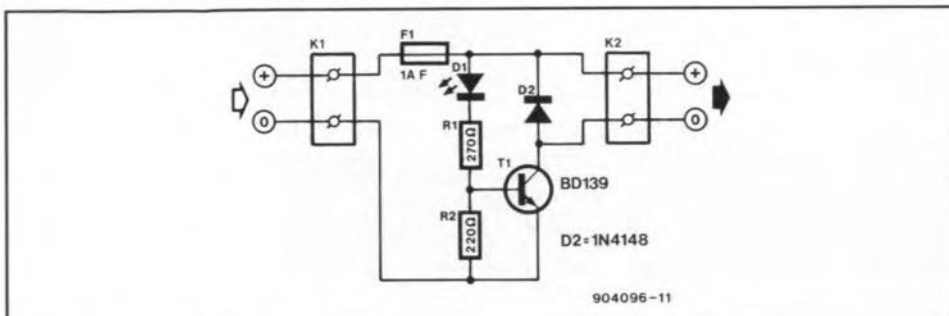 K1
F1
1A F
K2
+
+
D1
D2
R1
270Ω
0
0
T1
BD139
R2
220Ω
D2=1N4148
904096-11